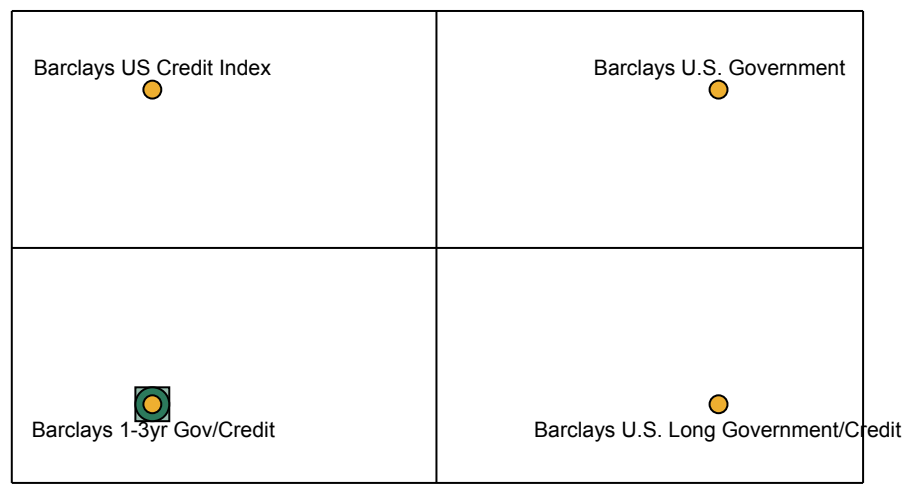 Barclays US Credit Index
Barclays U.S. Government
Barclays 1-3yr Gov/Credit
Barclays U.S. Long Government/Credit